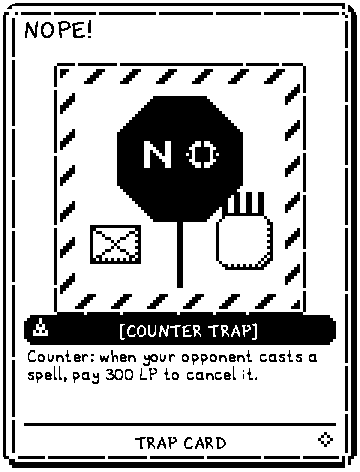 NOPE!
NO
[COUNTER TRAP]
Counter: when your opponent casts a
spell, pay 300 LP to cancel it.
TRAP CARD